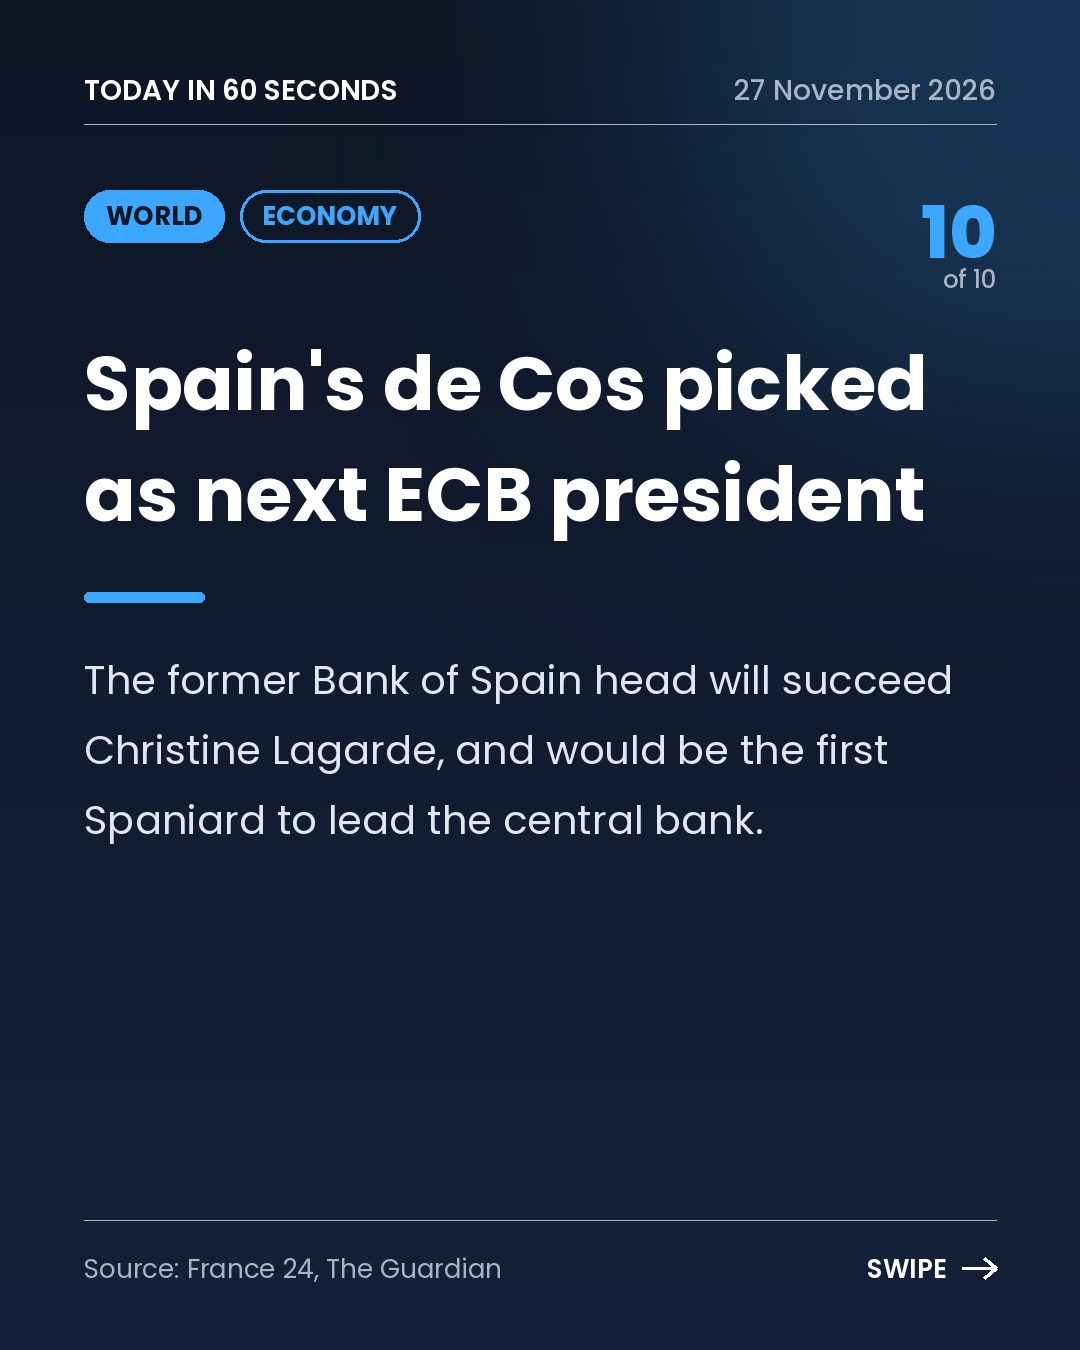 TODAY IN 60 SECONDS
27 November 2026
WORLD
ECONOMY
10
of 10
Spain's de Cos picked
as next ECB president
The former Bank of Spain head will succeed
Christine Lagarde, and would be the first
Spaniard to lead the central bank.
Source: France 24, The Guardian
SWIPE →